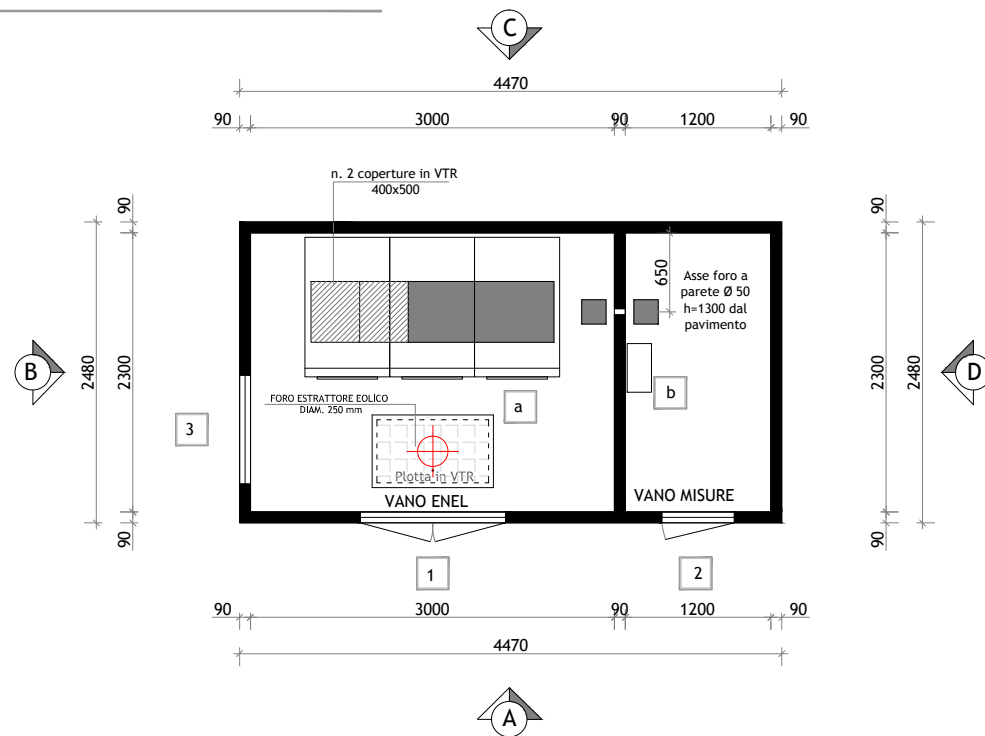 C
4470
90 3000 90 1200 90
n. 2 coperture in VTR
400x500
90
90
650
Asse foro a
parete Ø 50
h=1300 dal
pavimento
B
2480
2300
2300
2480
D
a
b
FORO ESTRATTORE EOLICO
DIAM. 250 mm
3
Plotta in VTR
VANO ENEL
VANO MISURE
90
90
1
2
90 3000 90 1200 90
4470
A